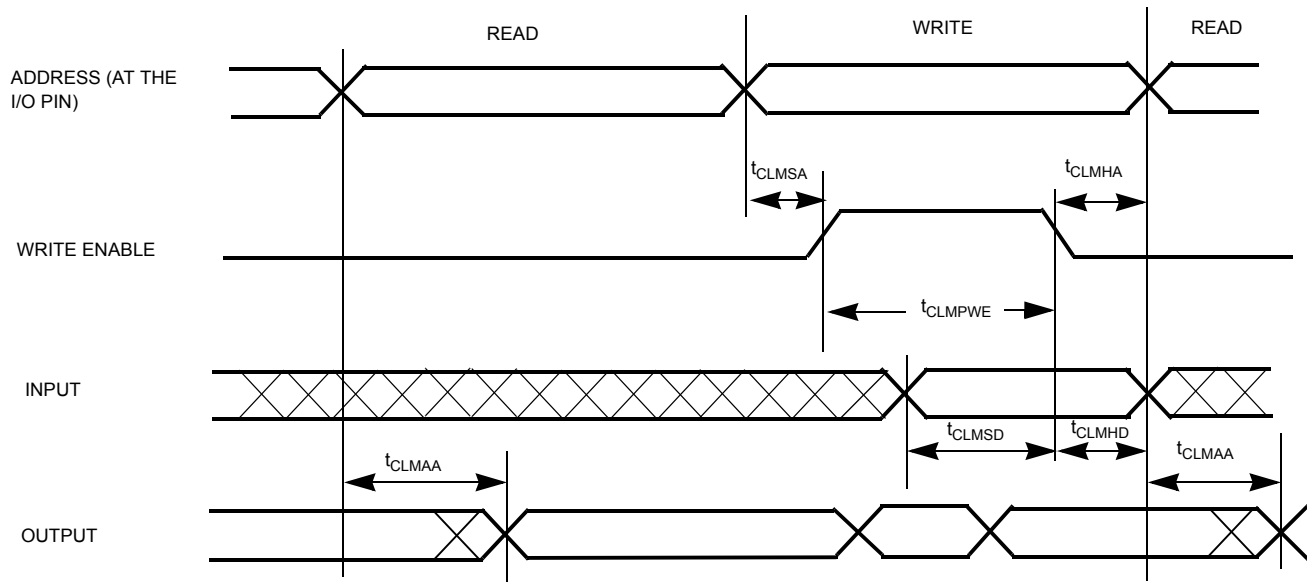 READ
WRITE
READ
ADDRESS (AT THE
I/O PIN)
tCLMSA
tCLMHA
WRITE ENABLE
tCLMPWE
INPUT
tCLMSD
tCLMHD
tCLMAA
tCLMAA
OUTPUT